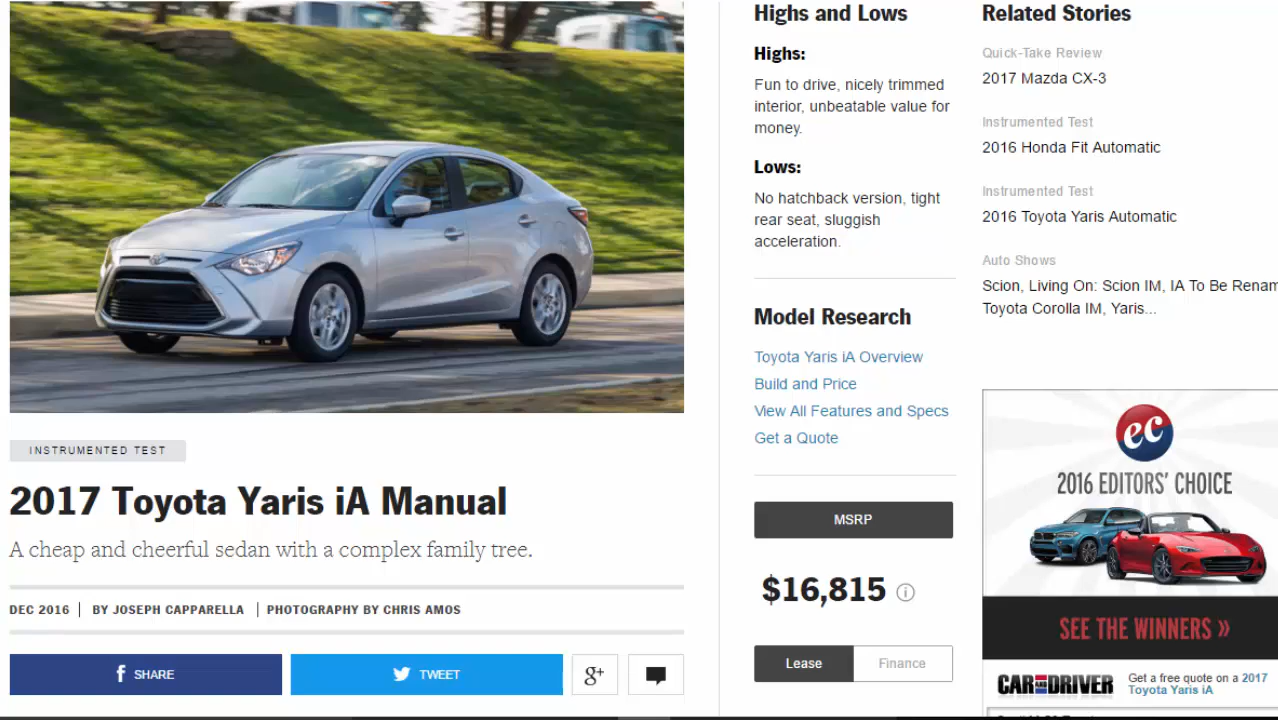 INSTRUMENTED TEST
2017 Toyota Yaris iA Manual
A cheap and cheerful sedan with a complex family tree.
DEC 2016 | BY JOSEPH CAPPARELLA | PHOTOGRAPHY BY CHRIS AMOS
f SHARE
TWEET
g+
Highs and Lows
Highs:
Fun to drive, nicely trimmed
interior, unbeatable value for
money.
Lows:
No hatchback version, tight
rear seat, sluggish
acceleration.
Model Research
Toyota Yaris iA Overview
Build and Price
View All Features and Specs
Get a Quote
MSRP
$16,815
Lease
Finance
Related Stories
Quick-Take Review
2017 Mazda CX-3
Instrumented Test
2016 Honda Fit Automatic
Instrumented Test
2016 Toyota Yaris Automatic
Auto Shows
Scion, Living On: Scion IM, IA To Be Renam
Toyota Corolla IM, Yaris...
ec
2016 EDITORS' CHOICE
SEE THE WINNERS »
CAR AND DRIVER
Get a free quote on a 2017
Toyota Yaris iA